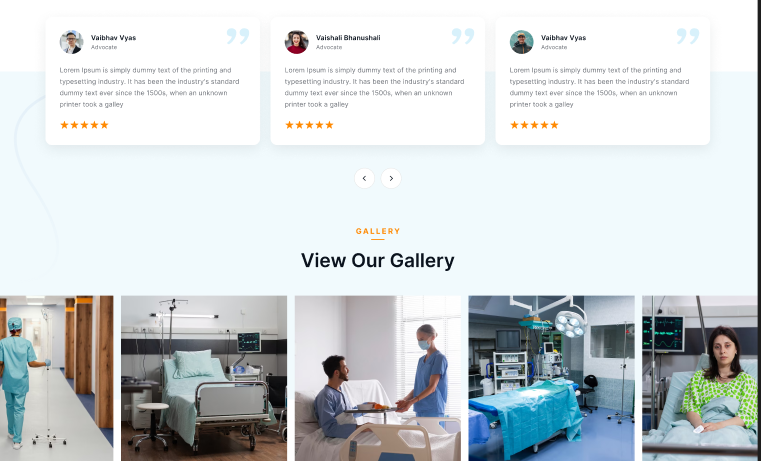 Vaibhav Vyas
Advocate
Lorem Ipsum is simply dummy text of the printing and
typesetting industry. It has been the industry's standard
dummy text ever since the 1500s, when an unknown
printer took a galley
Vaishali Bhanushali
Advocate
Lorem Ipsum is simply dummy text of the printing and
typesetting industry. It has been the industry's standard
dummy text ever since the 1500s, when an unknown
printer took a galley
Vaibhav Vyas
Advocate
Lorem Ipsum is simply dummy text of the printing and
typesetting industry. It has been the industry's standard
dummy text ever since the 1500s, when an unknown
printer took a galley
GALLERY
View Our Gallery